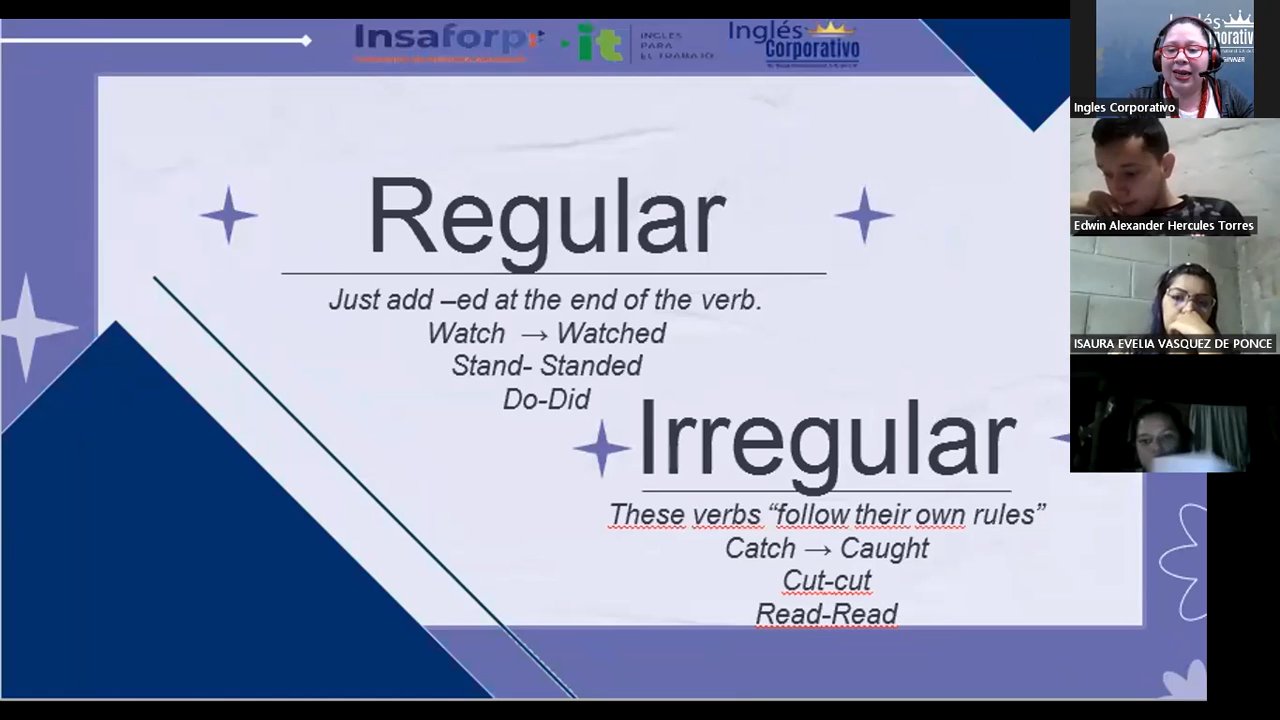 Insaforp
it
INGLES
PARA
EL TRABAJO
Inglés
Corporativo
Regular
Just add –ed at the end of the verb.
Watch → Watched
Stand- Standed
Do-Did
Irregular
These verbs “follow their own rules”
Catch → Caught
Cut-cut
Read-Read
Inglés
Ingles Corporativo
Edwin Alexander Hercules Torres
ISAURA EVELIA VASQUEZ DE PONCE